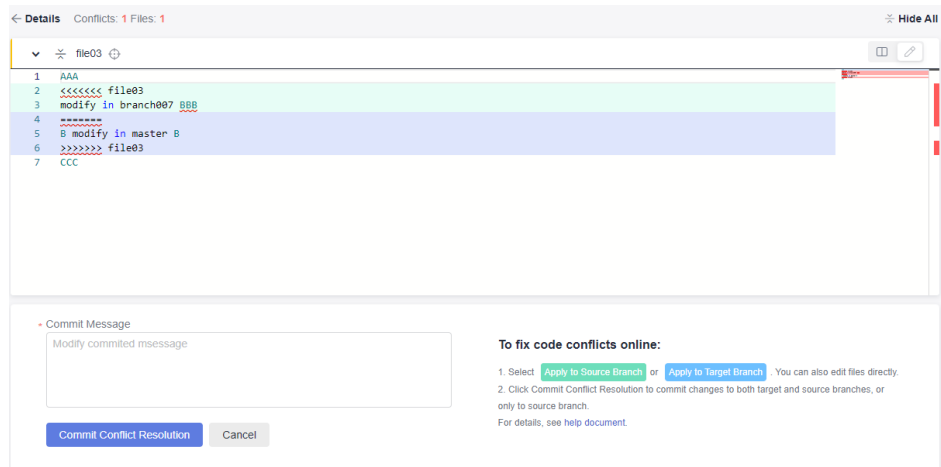 Details Conflicts: 1 Files: 1 Hide All
file03
1 AAA
2 <<<<<<< file03
3 modify in branch007 BBB
4 =======
5 B modify in master B
6 >>>>>>> file03
7 CCC
* Commit Message
Modify commited msessage
To fix code conflicts online:
1. Select Apply to Source Branch or Apply to Target Branch . You can also edit files directly.
2. Click Commit Conflict Resolution to commit changes to both target and source branches, or
only to source branch.
For details, see help document.
Commit Conflict Resolution Cancel